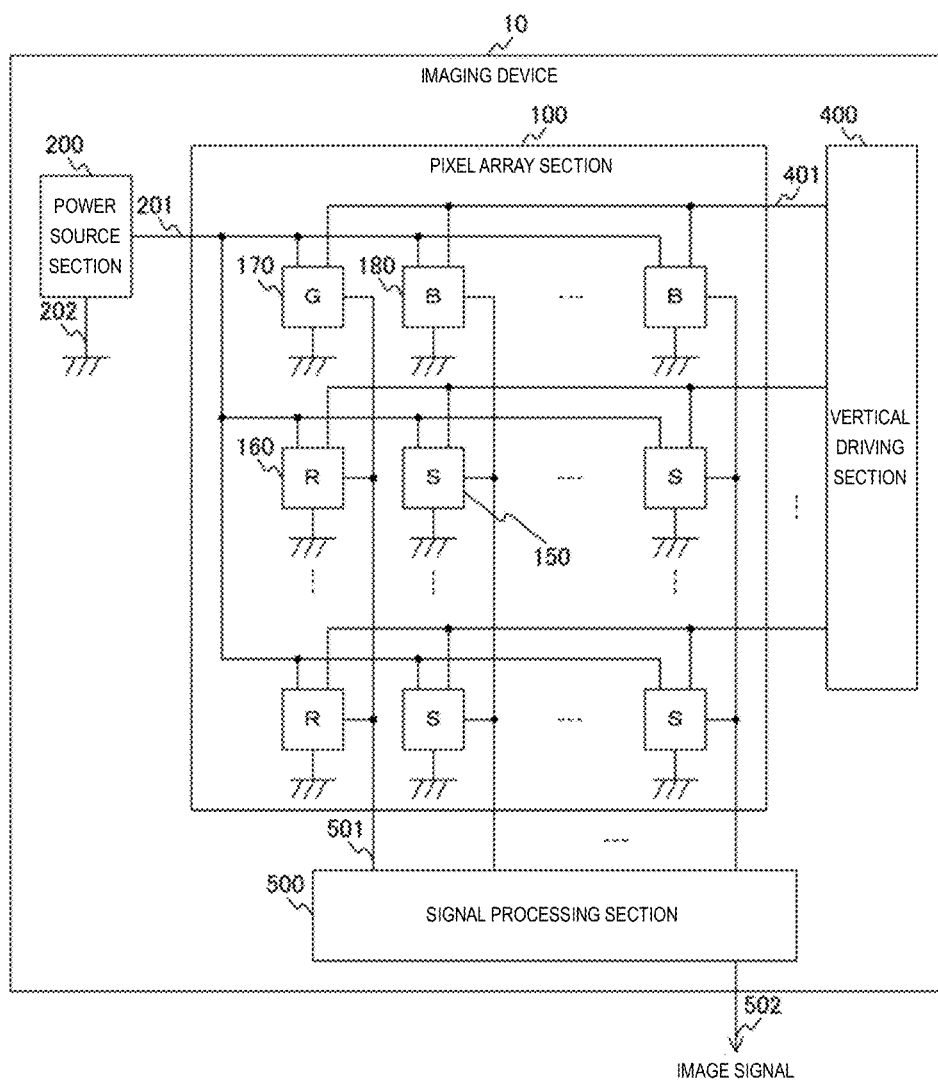 10
IMAGING DEVICE
100
400
200
PIXEL ARRAY SECTION
401
POWER
SOURCE
SECTION
201
170
G
180
B
B
202
VERTICAL
DRIVING
SECTION
160
R
S
S
150
R
S
S
501
500
SIGNAL PROCESSING SECTION
502
IMAGE SIGNAL